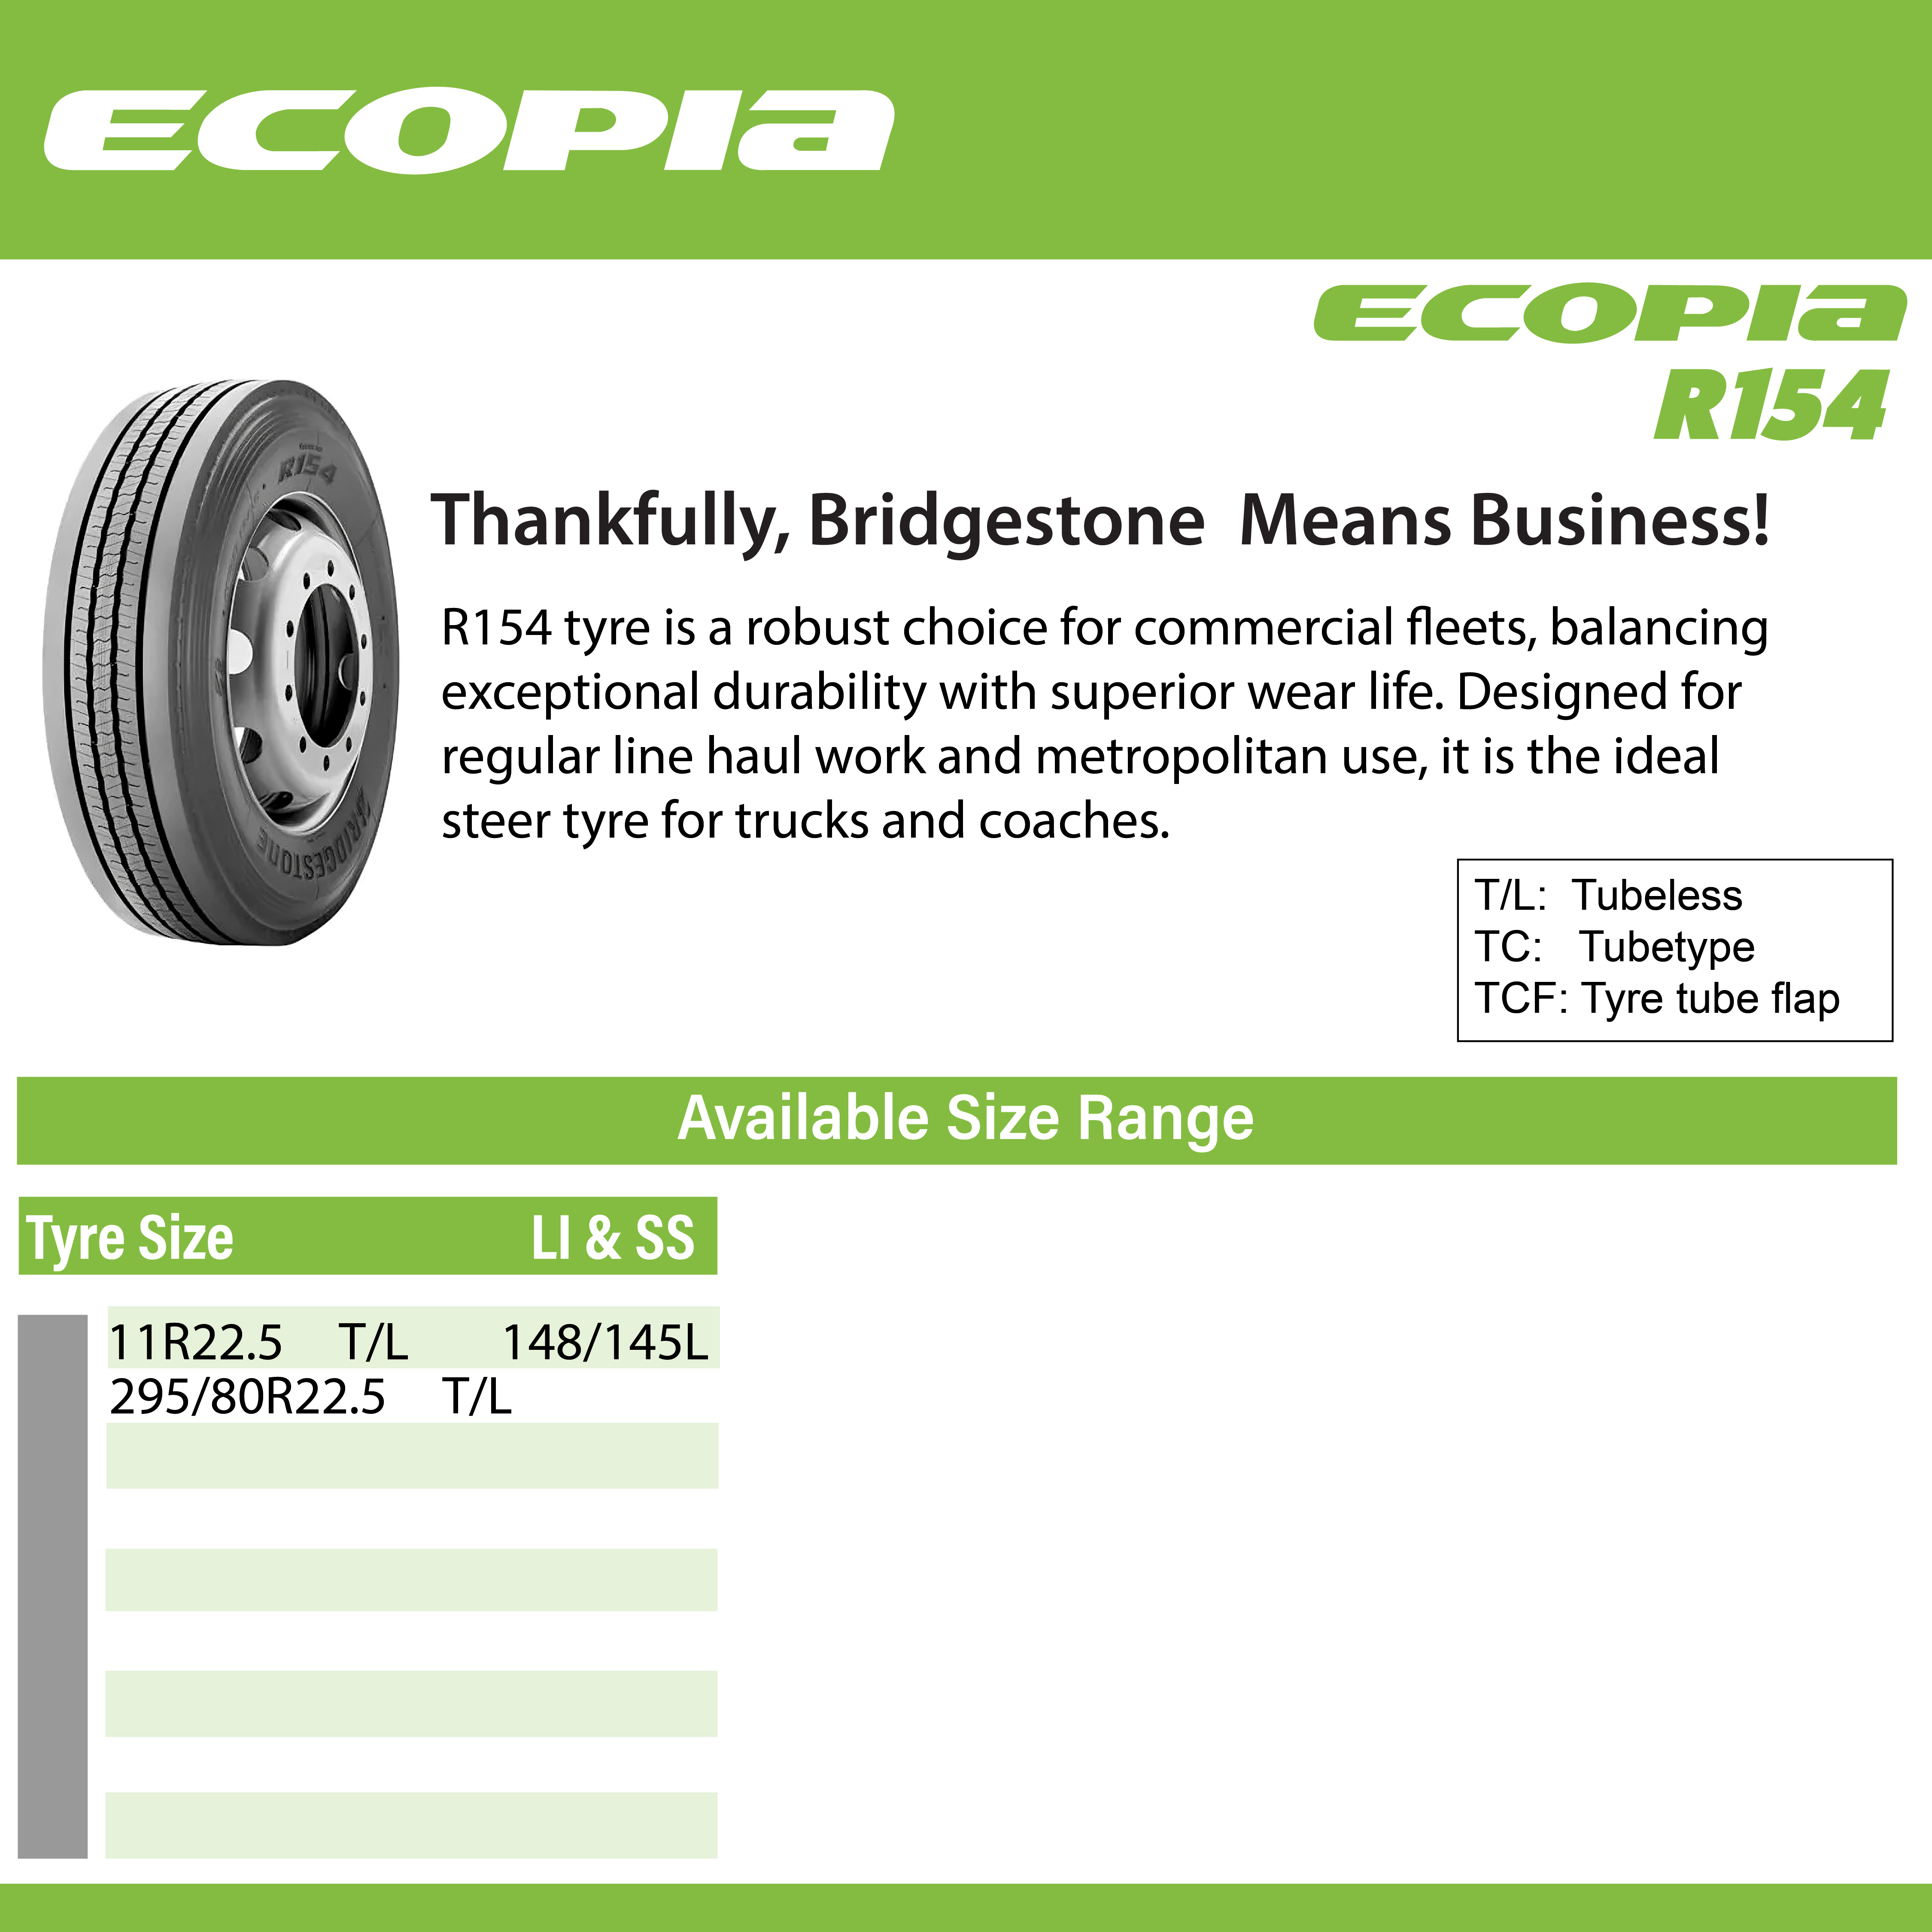 ECOPIa
ECOPIa
R154
R154
BRIDGESTONE
Thankfully, Bridgestone  Means Business!
R154 tyre is a robust choice for commercial fleets, balancing
exceptional durability with superior wear life. Designed for
regular line haul work and metropolitan use, it is the ideal
steer tyre for trucks and coaches.
T/L: Tubeless
TC: Tubetype
TCF: Tyre tube flap
Available Size Range
Tyre Size LI & SS
11R22.5 T/L 148/145L
295/80R22.5 T/L